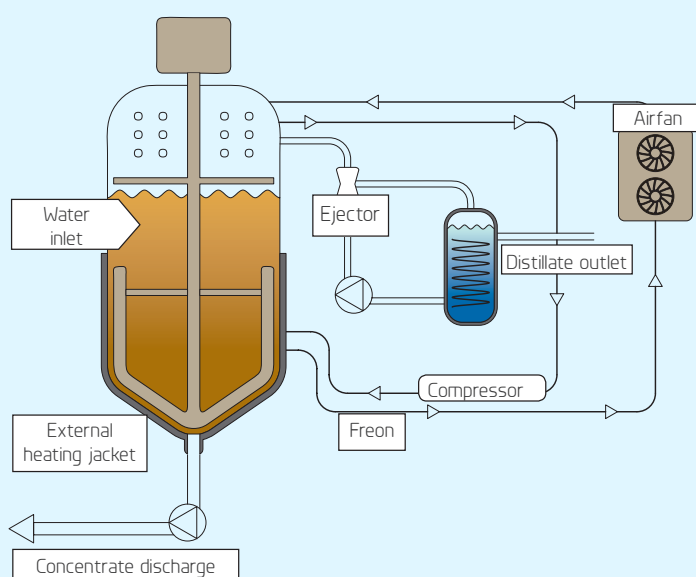 Airfan
Water
inlet
Ejector
Distillate outlet
Compressor
External
heating jacket
Freon
Concentrate discharge